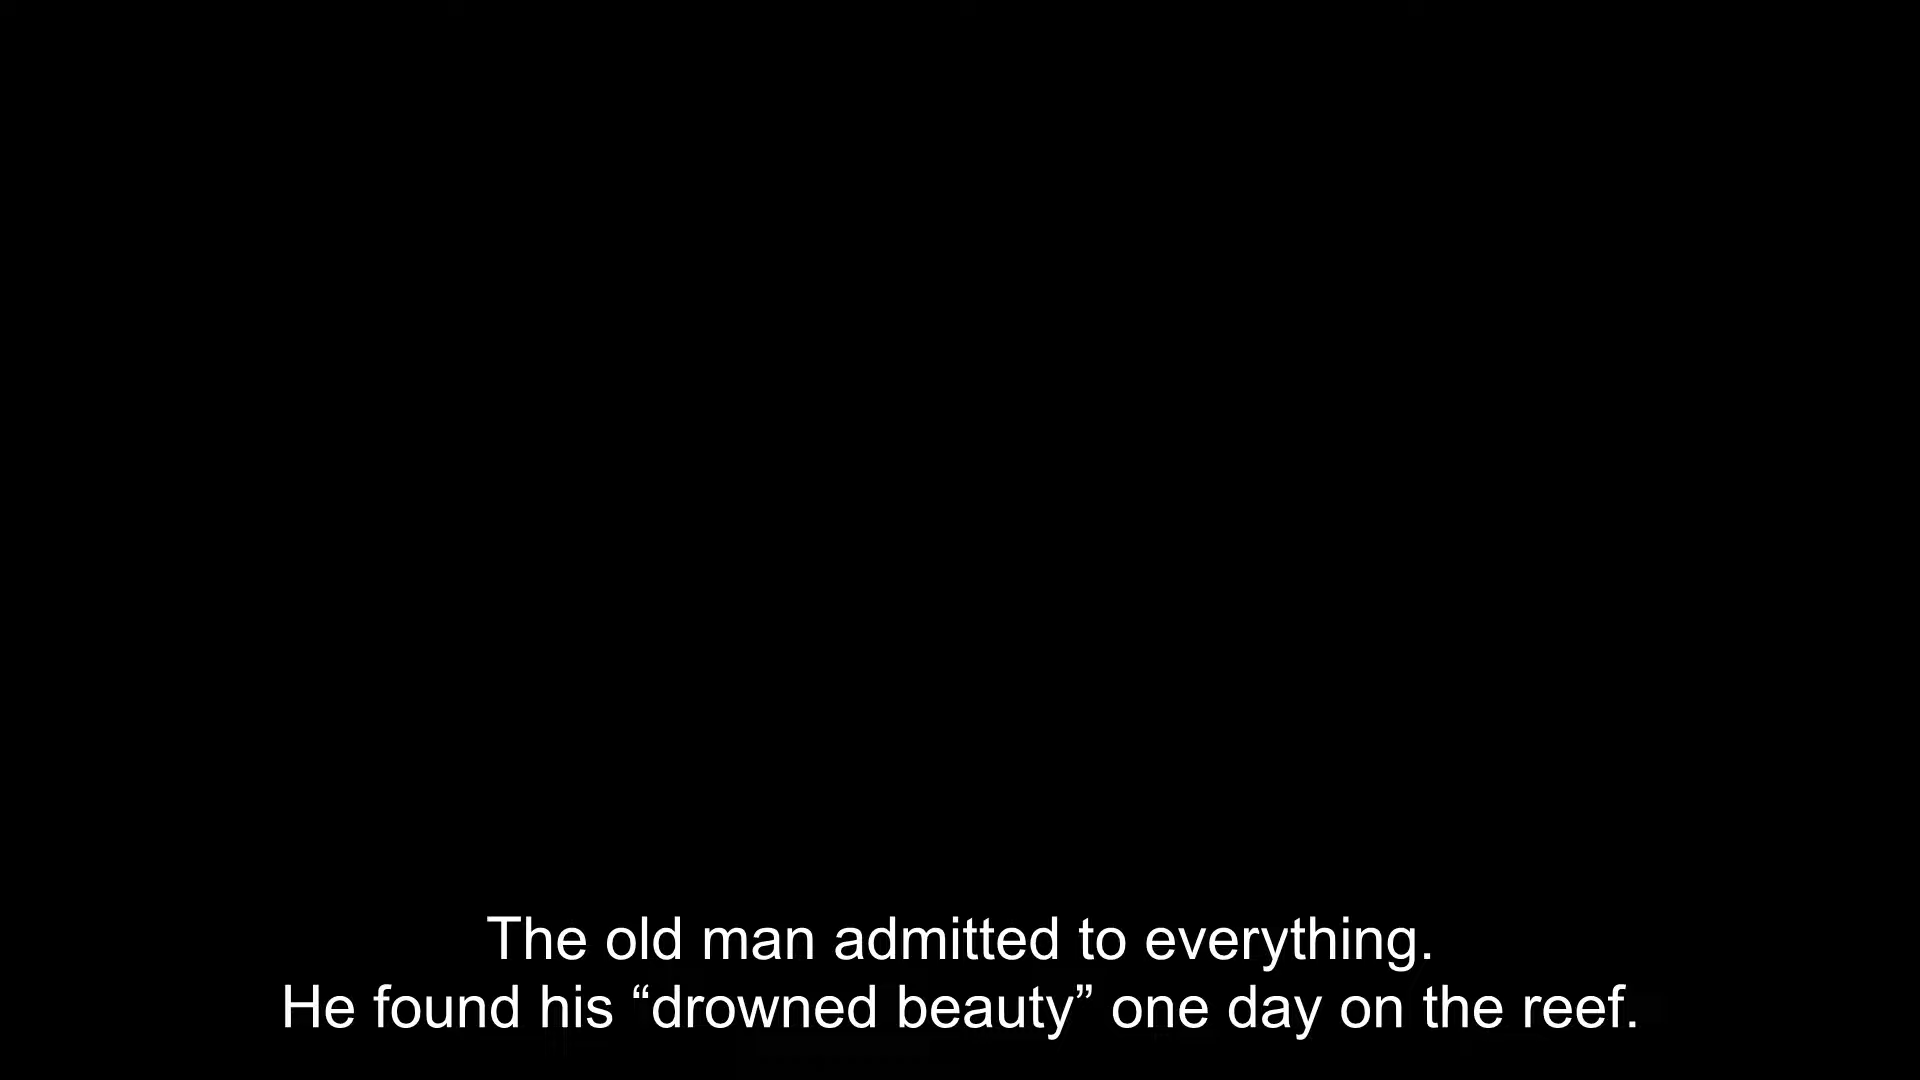 The old man admitted to everything.
He found his “drowned beauty” one day on the reef.